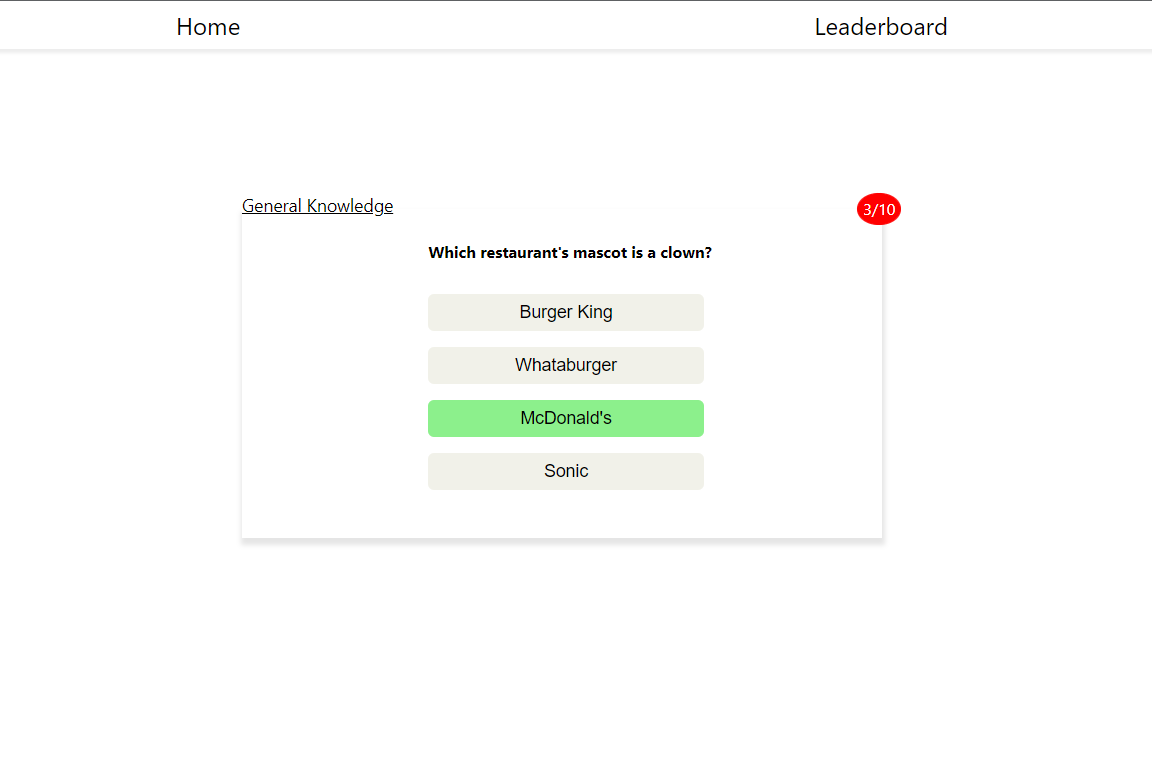 Home
Leaderboard
General Knowledge
3/10
Which restaurant's mascot is a clown?
Burger King
Whataburger
McDonald's
Sonic